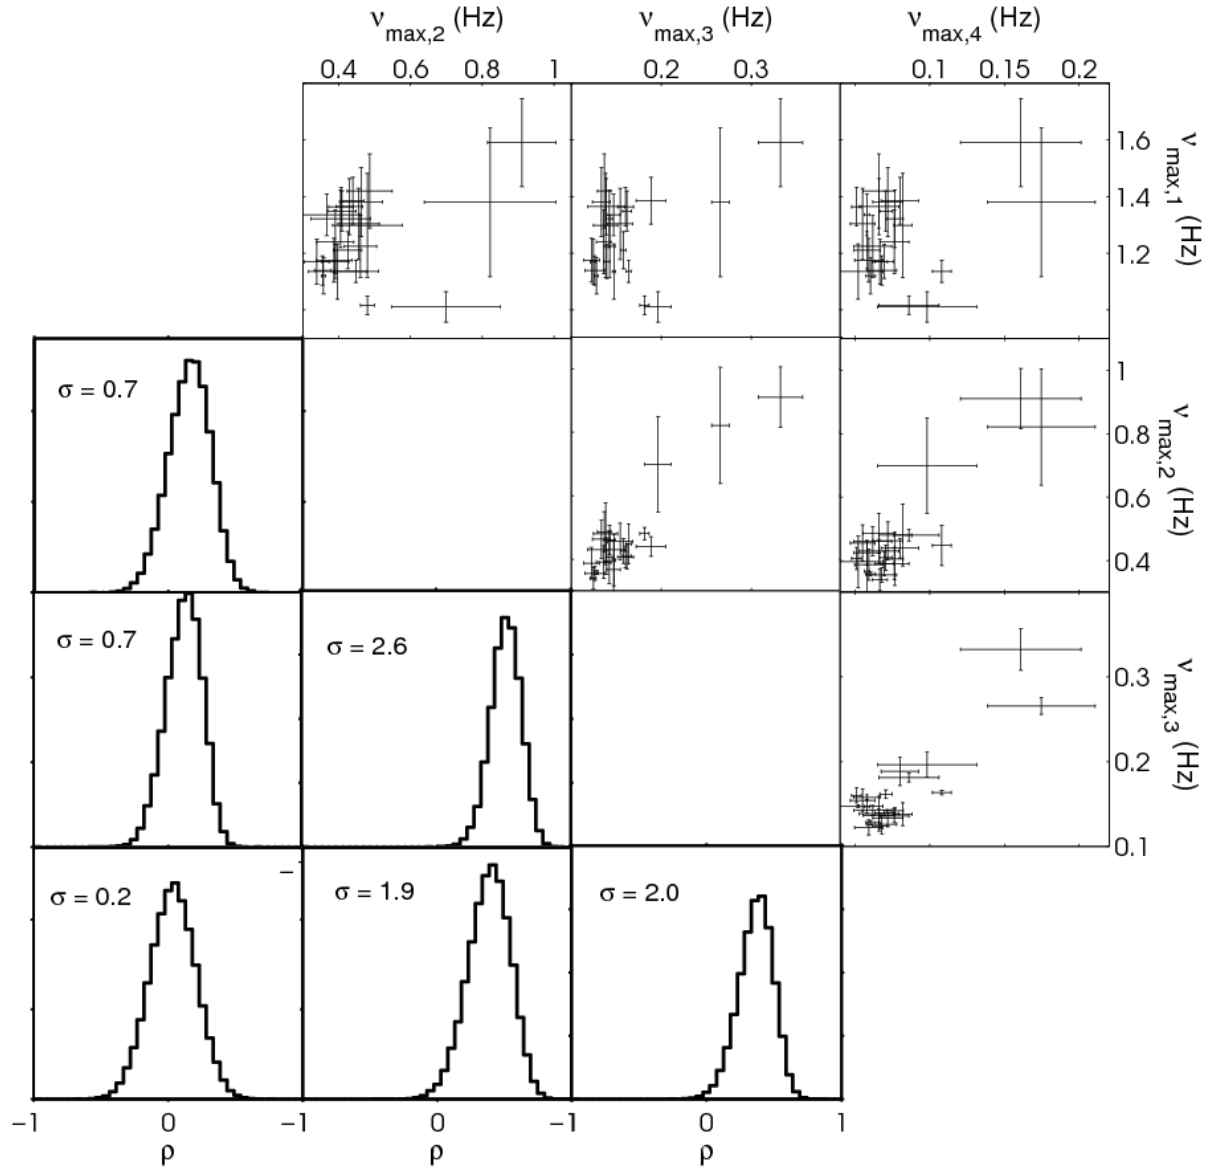 ν_max,2 (Hz) ν_max,3 (Hz) ν_max,4 (Hz)
0.4 0.6 0.8 1 0.2 0.3 0.1 0.15 0.2
1.6
1.4
1.2
ν_max,1 (Hz)
σ = 0.7
1
0.8
0.6
0.4
ν_max,2 (Hz)
σ = 0.7
σ = 2.6
0.3
0.2
0.1
ν_max,3 (Hz)
σ = 0.2
σ = 1.9
σ = 2.0
−1 0 −1 0 −1 0 1
ρ ρ ρ